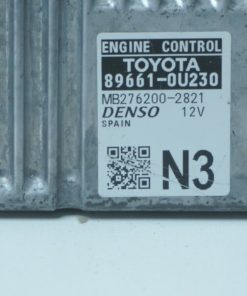 ENGINE CONTROL
TOYOTA
89661-0U230
MB276200-2821
DENSO 12V
SPAIN
N3